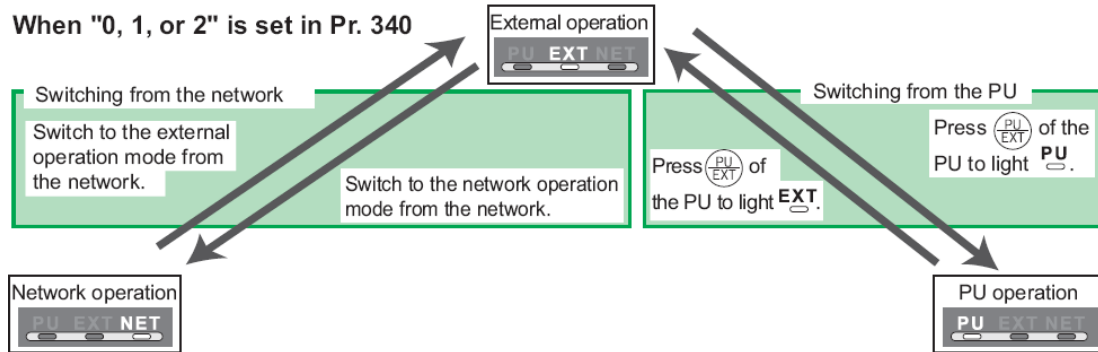 When "0, 1, or 2" is set in Pr. 340
External operation
PU EXT NET
Switching from the network
Switch to the external
operation mode from
the network.
Switch to the network operation
mode from the network.
Switching from the PU
Press PU/EXT of the
PU to light PU.
Press PU/EXT of
the PU to light EXT.
Network operation
PU EXT NET
PU operation
PU EXT NET